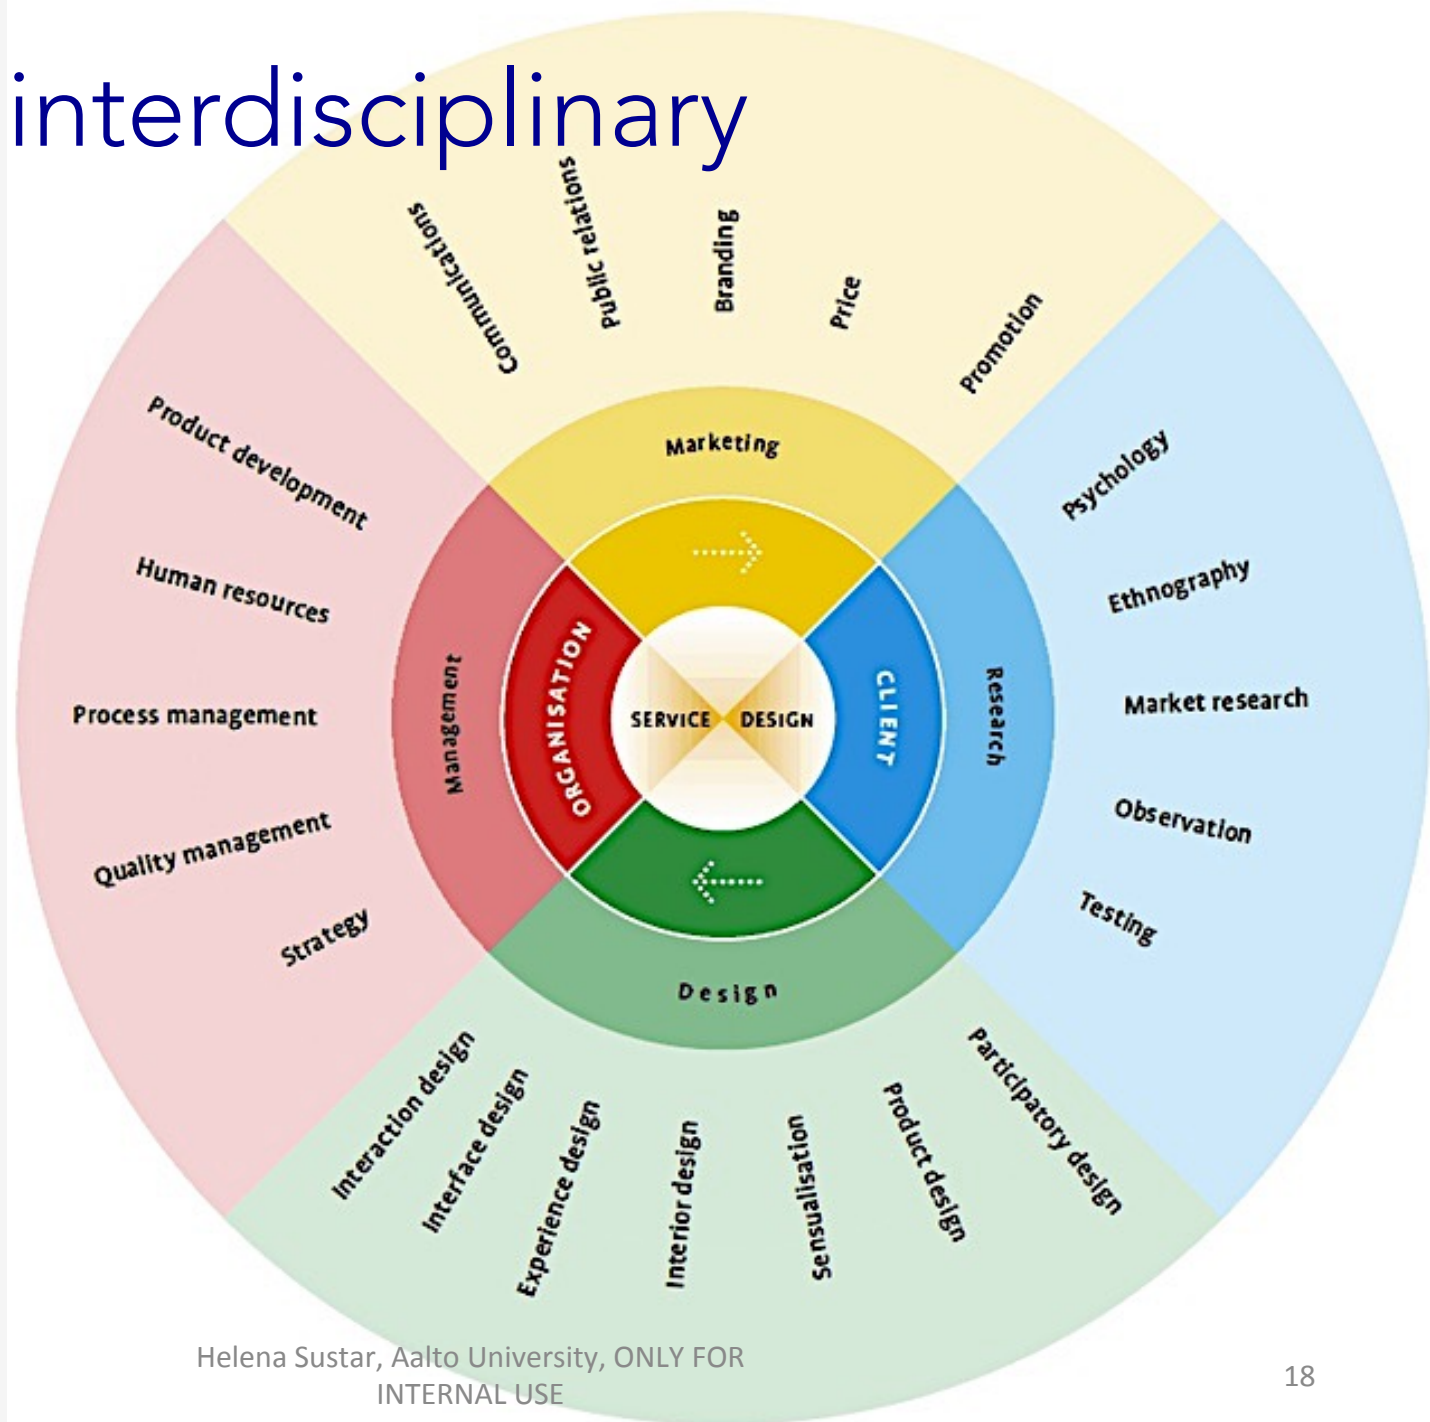 interdisciplinary
Communications
Public relations
Branding
Price
Promotion
Marketing
Psychology
Ethnography
Market research
Observation
Testing
Research
CLIENT
Product development
Human resources
Process management
Quality management
Strategy
Management
ORGANISATION
SERVICE DESIGN
Design
Interaction design
Interface design
Experience design
Interior design
Sensualisation
Product design
Participatory design
Helena Sustar, Aalto University, ONLY FOR
INTERNAL USE
18